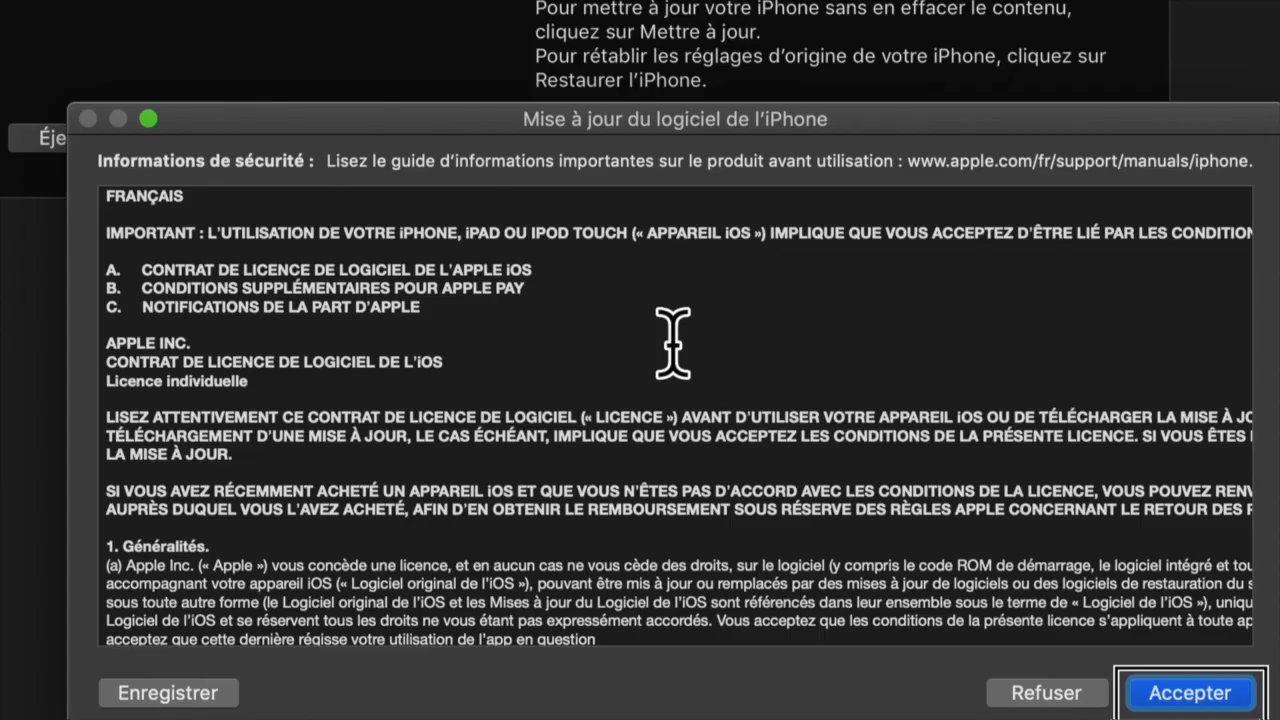 Pour mettre à jour votre iPhone sans en effacer le contenu,
cliquez sur Mettre à jour.
Pour rétablir les réglages d’origine de votre iPhone, cliquez sur
Restaurer l’iPhone.
Mise à jour du logiciel de l’iPhone
Informations de sécurité : Lisez le guide d’informations importantes sur le produit avant utilisation : www.apple.com/fr/support/manuals/iphone.
FRANÇAIS
IMPORTANT : L’UTILISATION DE VOTRE iPHONE, iPAD OU IPOD TOUCH (« APPAREIL iOS ») IMPLIQUE QUE VOUS ACCEPTEZ D’ÊTRE LIÉ PAR LES
A. CONTRAT DE LICENCE DE LOGICIEL DE L’APPLE iOS
B. CONDITIONS SUPPLÉMENTAIRES POUR APPLE PAY
C. NOTIFICATIONS DE LA PART D’APPLE
APPLE INC.
CONTRAT DE LICENCE DE LOGICIEL DE L’iOS
Licence individuelle
LISEZ ATTENTIVEMENT CE CONTRAT DE LICENCE DE LOGICIEL (« LICENCE ») AVANT D’UTILISER VOTRE APPAREIL iOS OU DE TÉLÉCHARGER LA MISE À
TÉLÉCHARGEMENT D’UNE MISE À JOUR, LE CAS ÉCHÉANT, IMPLIQUE QUE VOUS ACCEPTEZ LES CONDITIONS DE LA PRÉSENTE LICENCE. SI VOUS ÊTES
LA MISE À JOUR.
SI VOUS AVEZ RÉCEMMENT ACHETÉ UN APPAREIL iOS ET QUE VOUS N’ÊTES PAS D’ACCORD AVEC LES CONDITIONS DE LA LICENCE, VOUS POUVEZ
AUPRÈS DUQUEL VOUS L’AVEZ ACHETÉ, AFIN D’EN OBTENIR LE REMBOURSEMENT SOUS RÉSERVE DES RÈGLES APPLE CONCERNANT LE RETOUR DES
1. Généralités.
(a) Apple Inc. (« Apple ») vous concède une licence, et en aucun cas ne vous cède des droits, sur le logiciel (y compris le code ROM de démarrage, le logiciel intégré et
accompagnant votre appareil iOS (« Logiciel original de l’iOS »), pouvant être mis à jour ou remplacés par des mises à jour de logiciels ou des logiciels de restauration du
sous toute autre forme (le Logiciel original de l’iOS et les Mises à jour du Logiciel de l’iOS sont référencés dans leur ensemble sous le terme de « Logiciel de l’iOS »),
Logiciel de l’iOS et se réservent tous les droits ne vous étant pas expressément accordés. Vous acceptez que les conditions de la présente licence s’appliquent à toute
acceptez que cette dernière régisse votre utilisation de l’app en question
Enregistrer
Refuser
Accepter